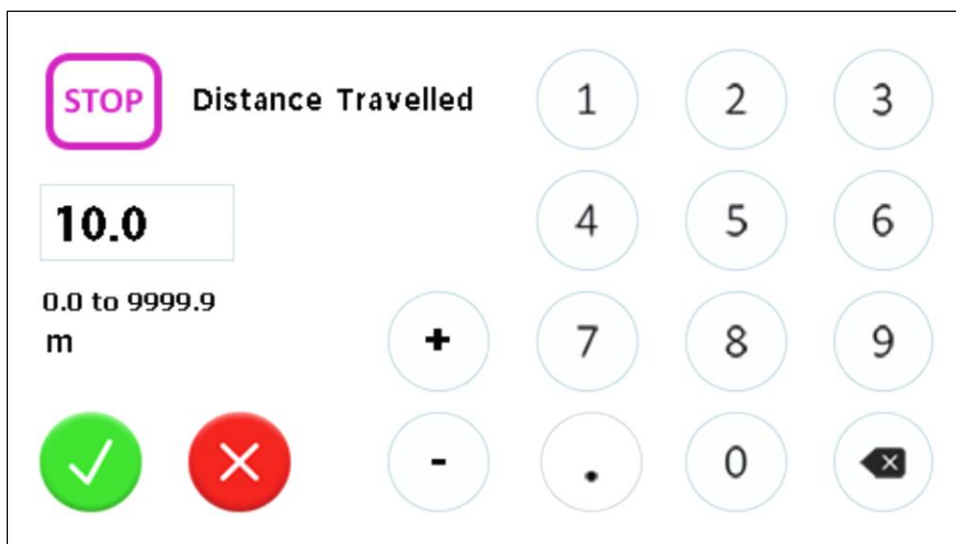 STOP Distance Travelled 1 2 3
10.0 4 5 6
0.0 to 9999.9
m + 7 8 9
- . 0